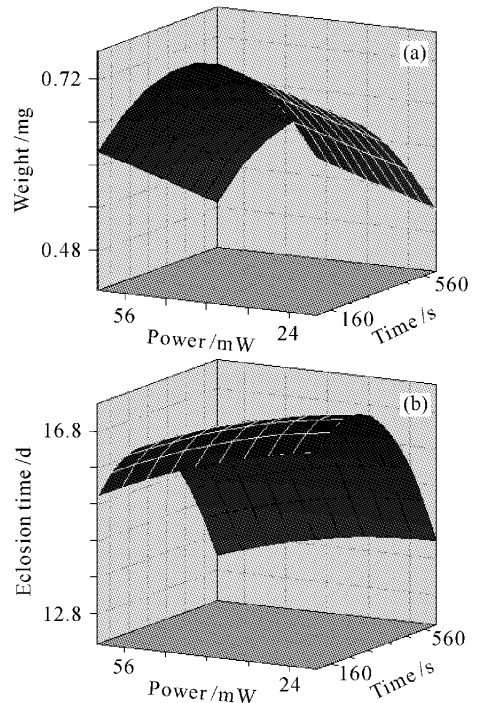 (a)
0.72
Weight /mg
0.48
56
Power /mW
24
160
Time /s
560
(b)
16.8
Eclosion time /d
12.8
56
Power /mW
24
160
Time /s
560